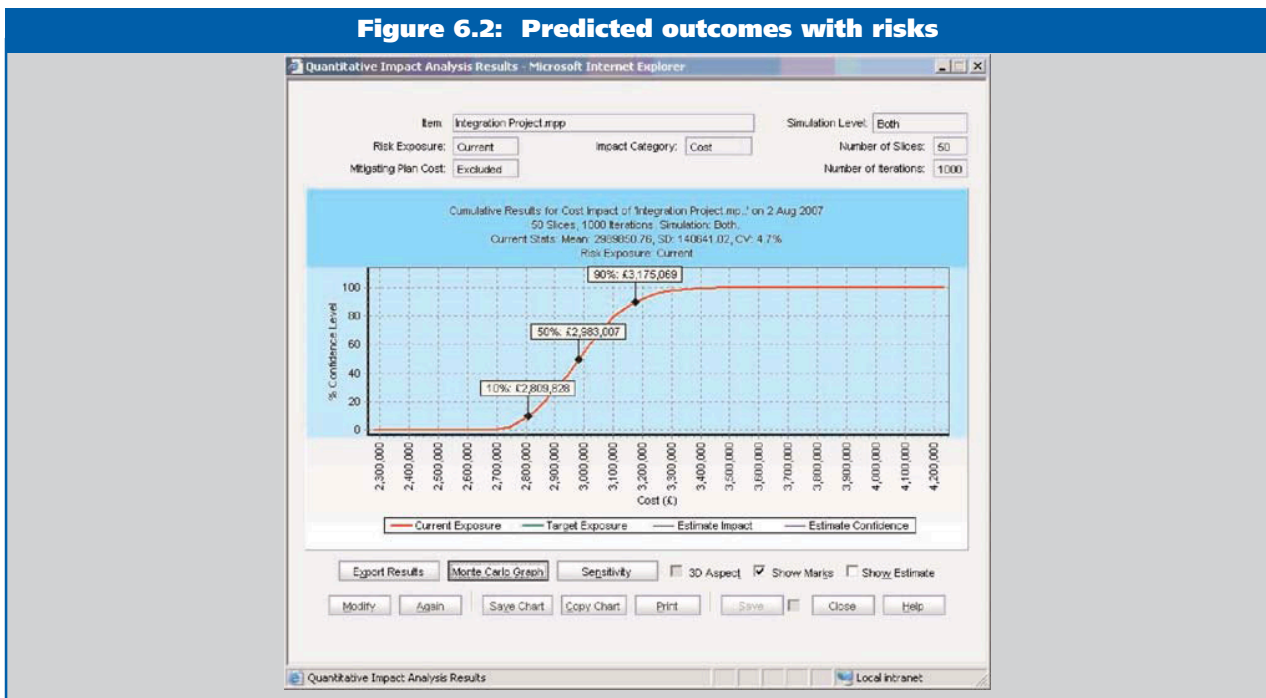 Figure 6.2: Predicted outcomes with risks
Quantitative Impact Analysis Results - Microsoft Internet Explorer
Item: Integration Project.mpp
Simulation Level: Both
Risk Exposure: Current
Impact Category: Cost
Number of Slices: 50
Mitigating Plan Cost: Excluded
Number of Iterations: 1000
Cumulative Results for Cost Impact of 'Integration Project.mp..' on 2 Aug 2007
50 Slices, 1000 Iterations. Simulation: Both.
Current Stats: Mean: 2989850.76, SD: 140641.02, CV: 4.7%
Risk Exposure: Current
90%: £3,175,069
50%: £2,983,007
10%: £2,809,828
% Confidence Level
100
80
60
40
20
0
2,300,000
2,400,000
2,500,000
2,600,000
2,700,000
2,800,000
2,900,000
3,000,000
3,100,000
3,200,000
3,300,000
3,400,000
3,500,000
3,600,000
3,700,000
3,800,000
3,900,000
4,000,000
4,100,000
4,200,000
Cost (£)
Current Exposure Target Exposure Estimate Impact Estimate Confidence
Export Results Monte Carlo Graph Sensitivity 3D Aspect Show Marks Show Estimate
Modify Again Save Chart Copy Chart Print Save Close Help
Quantitative Impact Analysis Results
Local intranet